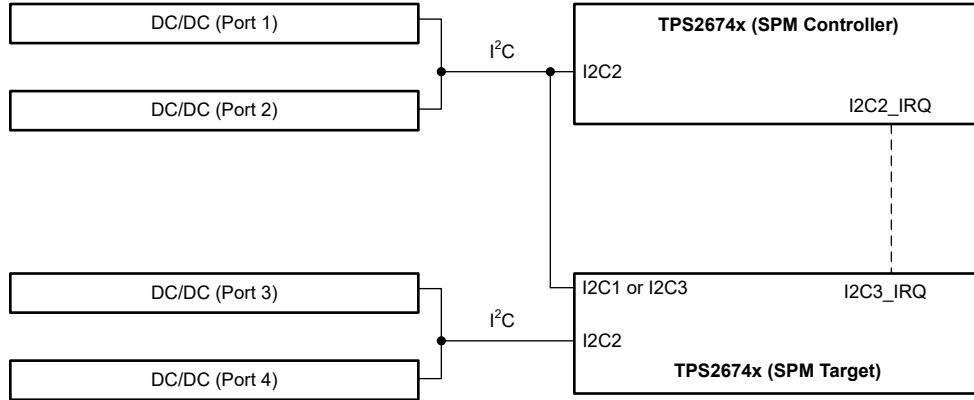 DC/DC (Port 1)
DC/DC (Port 2)
I²C
TPS2674x (SPM Controller)
I2C2
I2C2_IRQ
DC/DC (Port 3)
DC/DC (Port 4)
I²C
I2C1 or I2C3
I2C3_IRQ
I2C2
TPS2674x (SPM Target)